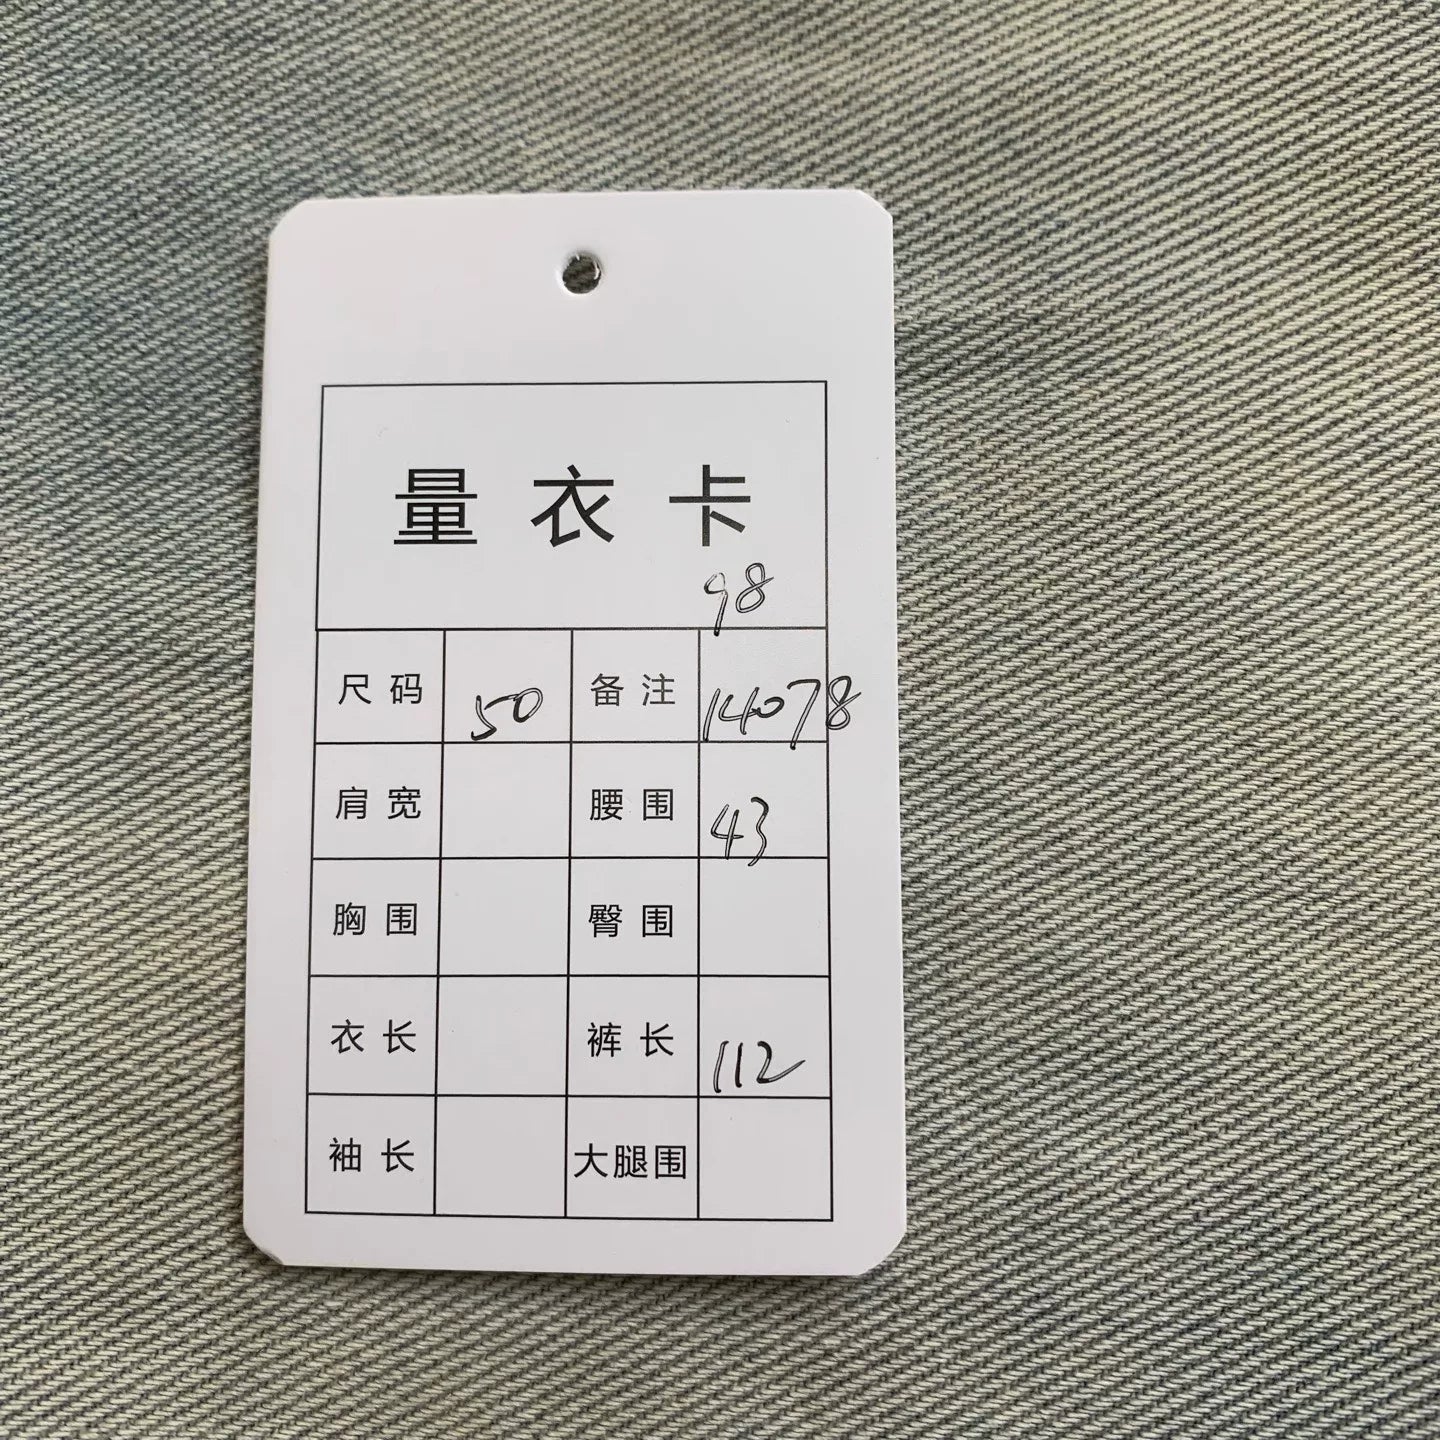 量衣卡
98
尺码 50 备注 14078
肩宽 腰围 43
胸围 臀围
衣长 裤长 112
袖长 大腿围